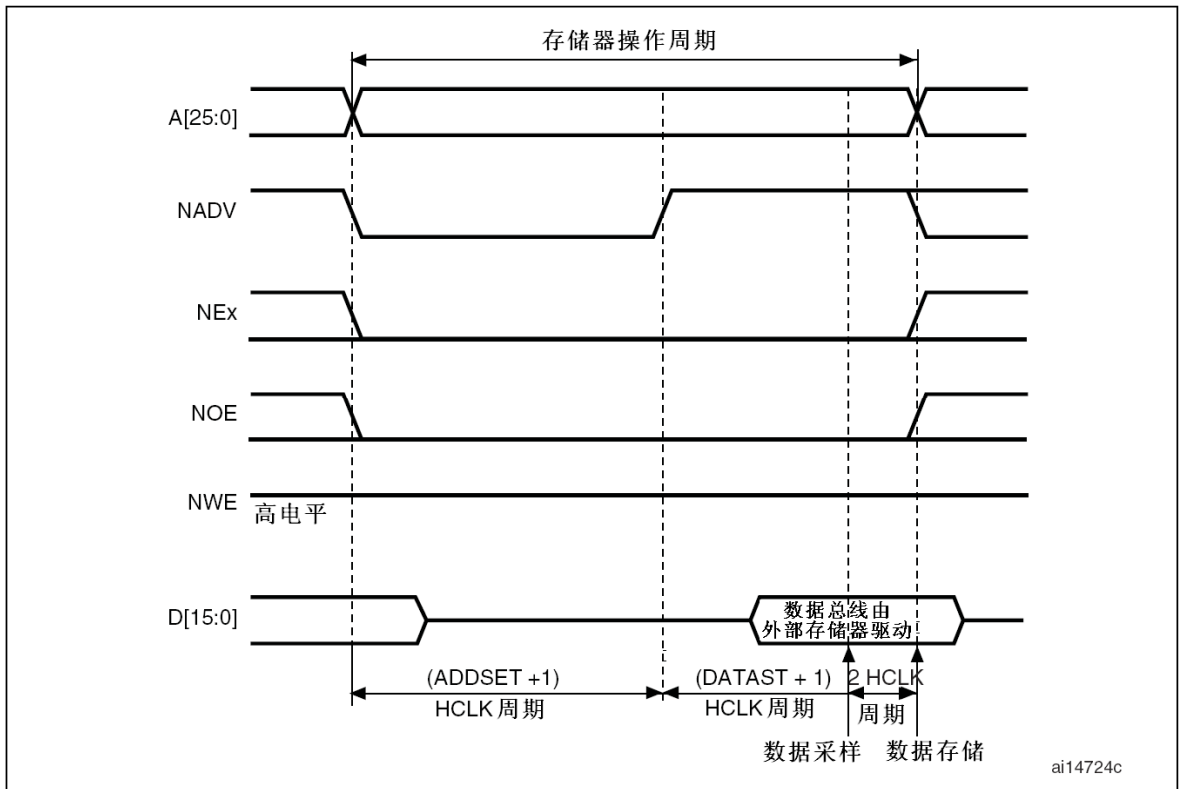 存储器操作周期
A[25:0]
NADV
NEx
NOE
NWE
高电平
D[15:0]
数据总线由
外部存储器驱动
(ADDSET +1)
HCLK 周期
(DATAST + 1)
HCLK 周期
2 HCLK
周期
数据采样
数据存储
ai14724c